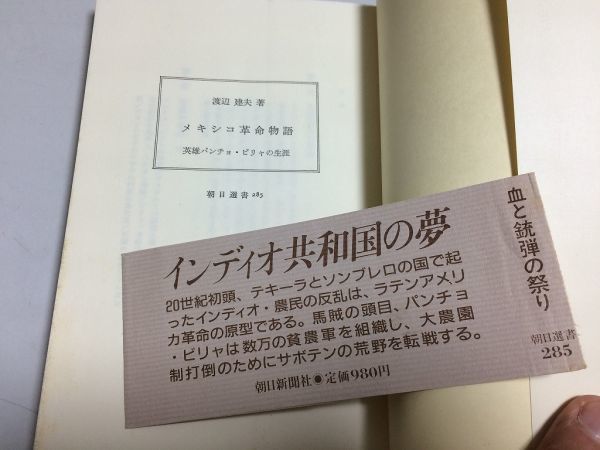 渡辺 建夫 著
メキシコ革命物語
英雄パンチョ・ビリャの生涯
朝日選書 285
インディオ共和国の夢
20世紀初頭、テキーラとソンブレロの国で起
ったインディオ・農民の反乱は、ラテンアメリ
カ革命の原型である。馬賊の頭目、パンチョ
・ビリャは数万の貧農軍を組織し、大農園
制打倒のためにサボテンの荒野を転戦する。
朝日新聞社●定価980円
血と銃弾の祭り
朝日選書
285